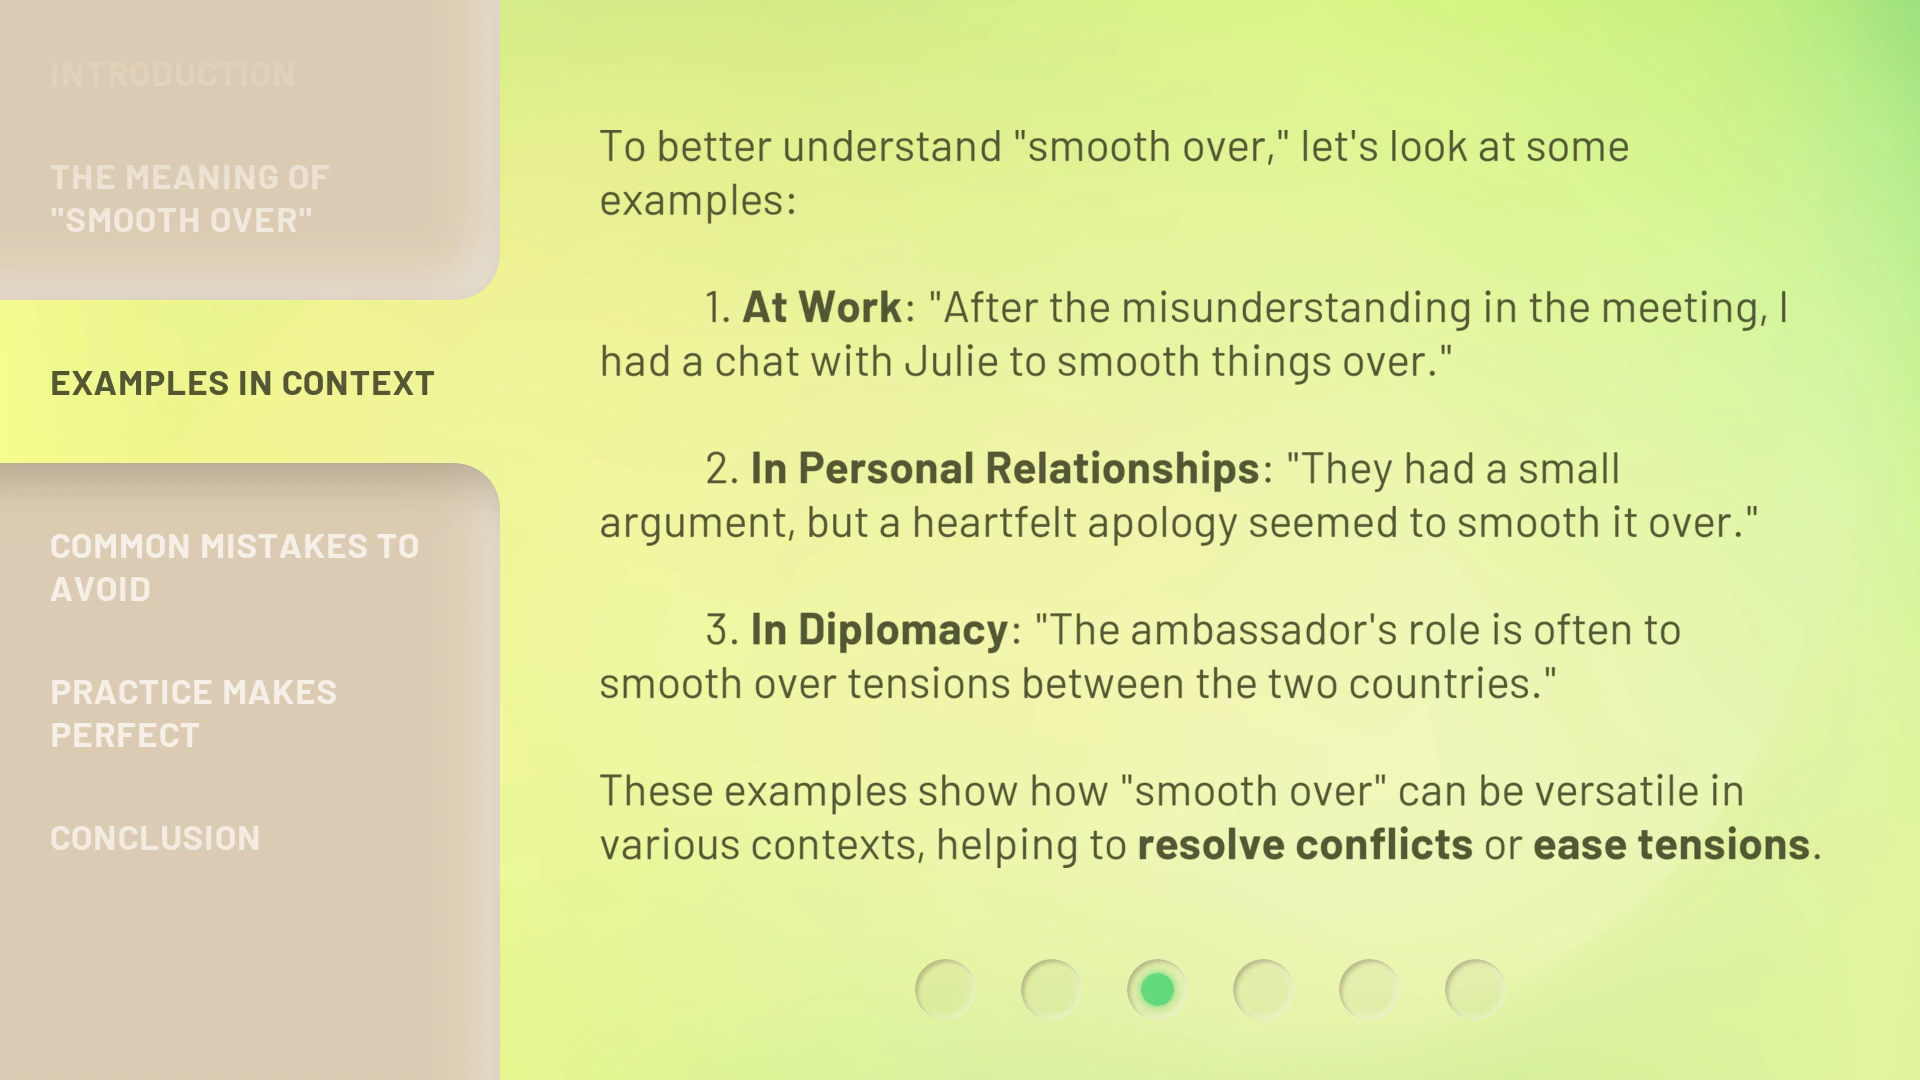 INTRODUCTION
THE MEANING OF
"SMOOTH OVER"
EXAMPLES IN CONTEXT
COMMON MISTAKES TO
AVOID
PRACTICE MAKES
PERFECT
CONCLUSION
To better understand "smooth over," let's look at some
examples:
1. At Work: "After the misunderstanding in the meeting, I
had a chat with Julie to smooth things over."
2. In Personal Relationships: "They had a small
argument, but a heartfelt apology seemed to smooth it over."
3. In Diplomacy: "The ambassador's role is often to
smooth over tensions between the two countries."
These examples show how "smooth over" can be versatile in
various contexts, helping to resolve conflicts or ease tensions.